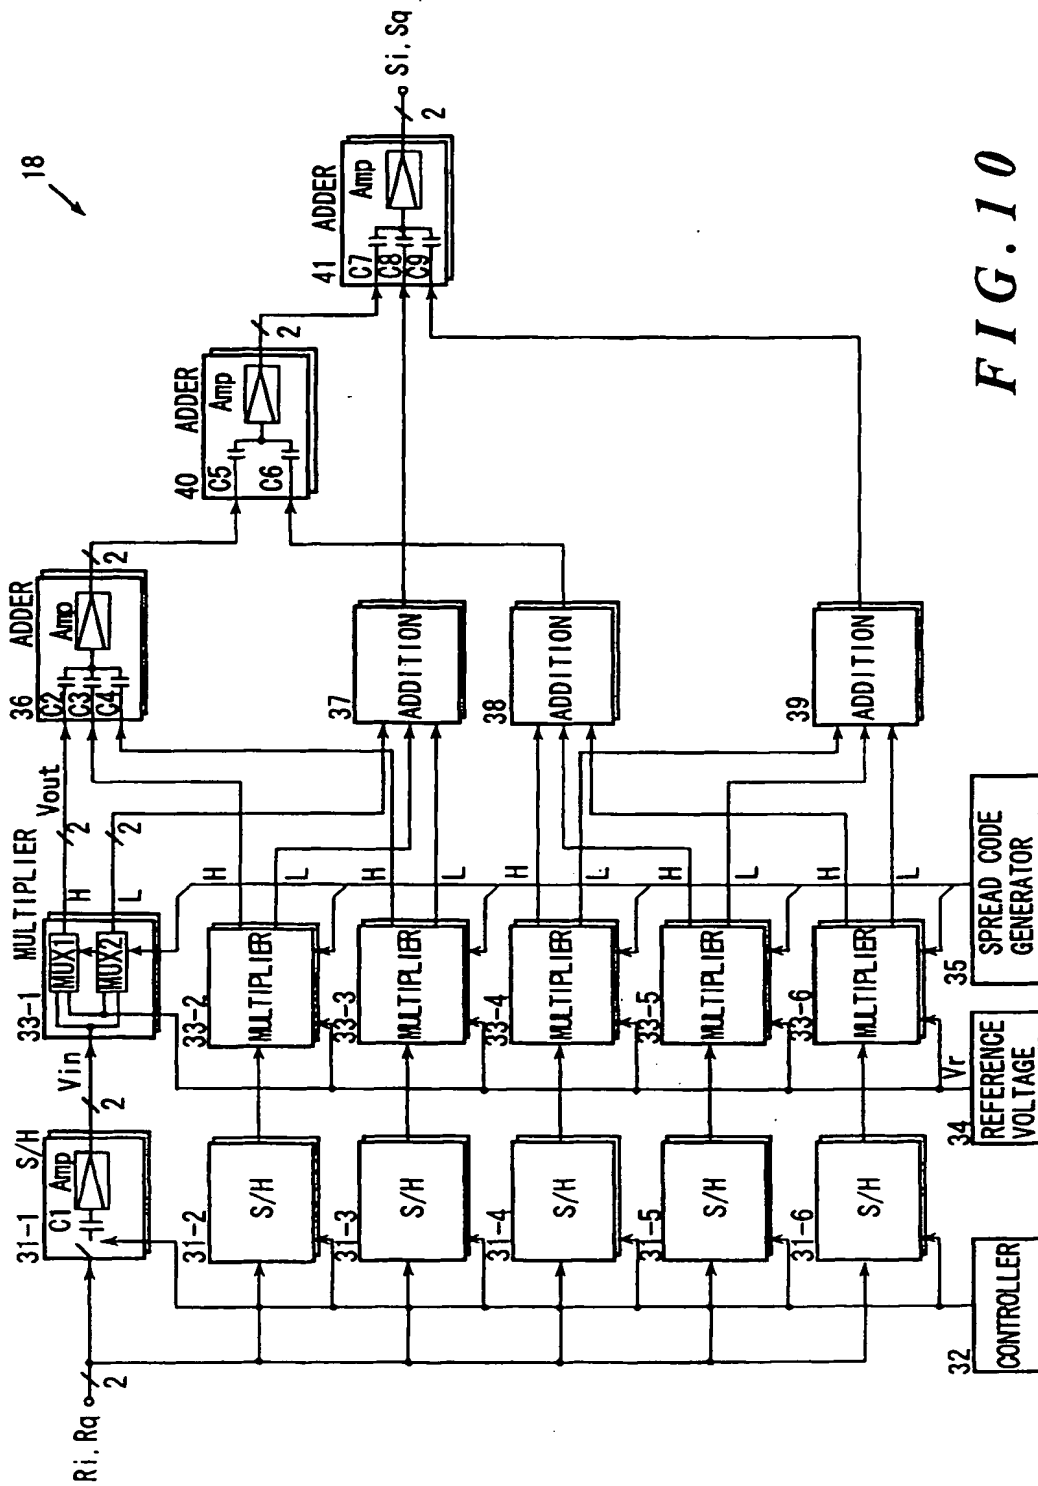 18
Ri, Rq
2
31-1
S/H
C1
Amp
Vin
2
33-1
MULTIPLIER
MUX1
MUX2
H
L
Vout
2
2
36
ADDER
C2
C3
C4
Amp
2
40
ADDER
C5
C6
Amp
2
41
ADDER
C7
C8
C9
Amp
2
Si, Sq
31-2
S/H
33-2
MULTIPLIER
H
L
37
ADDITION
31-3
S/H
33-3
MULTIPLIER
H
L
38
ADDITION
31-4
S/H
33-4
MULTIPLIER
H
L
39
ADDITION
31-5
S/H
33-5
MULTIPLIER
H
L
31-6
S/H
33-6
MULTIPLIER
H
L
Vr
32
CONTROLLER
34
REFERENCE
VOLTAGE
35
SPREAD CODE
GENERATOR
FIG. 10